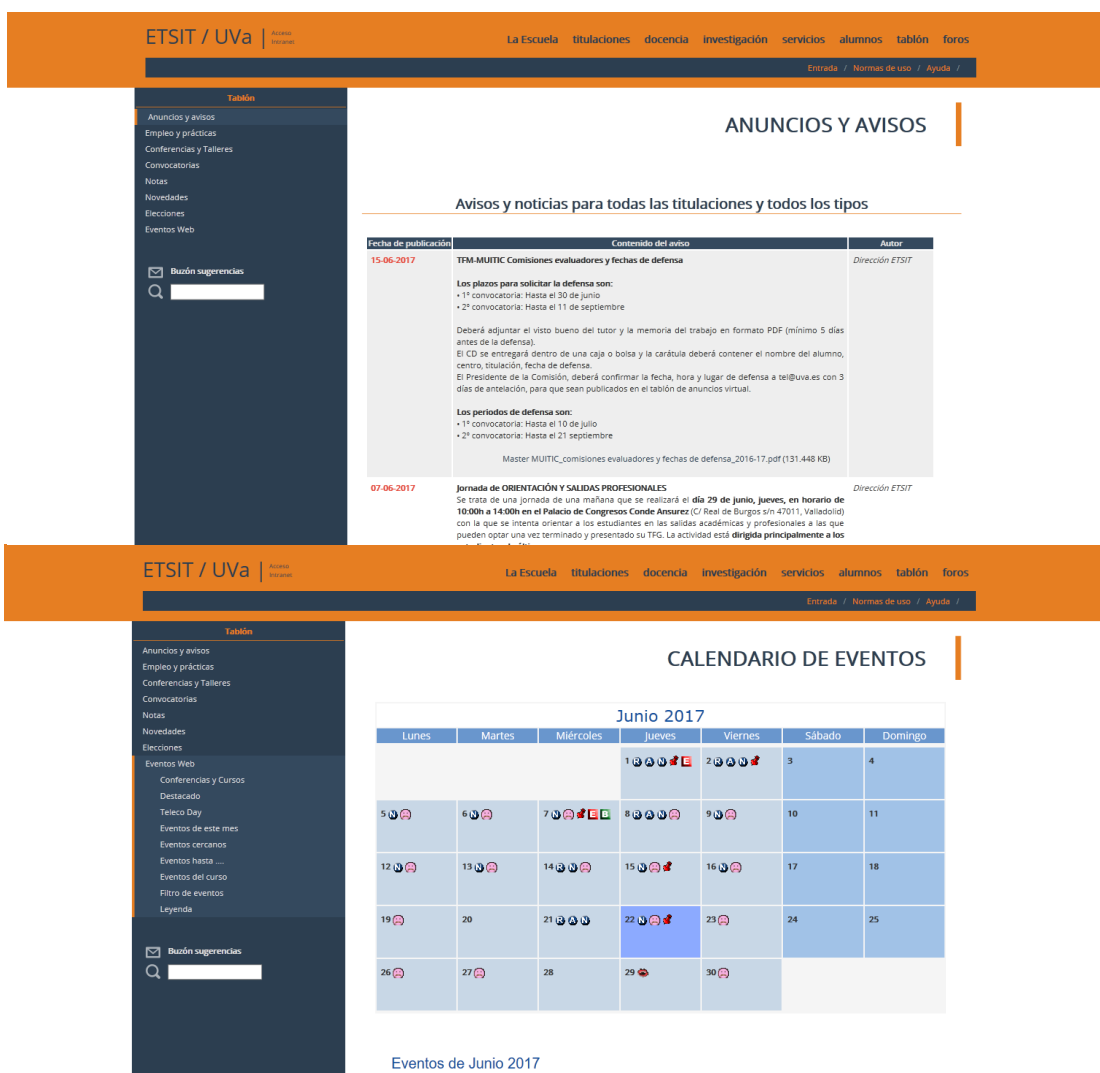 ETSIT / UVa | Acceso Intranet
La Escuela titulaciones docencia investigación servicios alumnos tablón foros
Entrada / Normas de uso / Ayuda /
Tablón
Anuncios y avisos
Empleo y prácticas
Conferencias y Talleres
Convocatorias
Notas
Novedades
Elecciones
Eventos Web
Buzón sugerencias
ANUNCIOS Y AVISOS
Avisos y noticias para todas las titulaciones y todos los tipos
Fecha de publicación Contenido del aviso Autor
15-06-2017 TFM-MUITIC Comisiones evaluadores y fechas de defensa Dirección ETSIT
Los plazos para solicitar la defensa son:
• 1ª convocatoria: Hasta el 30 de junio
• 2ª convocatoria: Hasta el 11 de septiembre
Deberá adjuntar el visto bueno del tutor y la memoria del trabajo en formato PDF (mínimo 5 días
antes de la defensa).
El CD se entregará dentro de una caja o bolsa y la carátula deberá contener el nombre del alumno,
centro, titulación, fecha de defensa.
El Presidente de la Comisión, deberá confirmar la fecha, hora y lugar de defensa a tel@uva.es con 3
días de antelación, para que sean publicados en el tablón de anuncios virtual.
Los periodos de defensa son:
• 1ª convocatoria: Hasta el 10 de julio
• 2ª convocatoria: Hasta el 21 septiembre
Master MUITIC_comisiones evaluadores y fechas de defensa_2016-17.pdf (131.448 KB)
07-06-2017 Jornada de ORIENTACIÓN Y SALIDAS PROFESIONALES Dirección ETSIT
Se trata de una jornada de una mañana que se realizará el día 29 de junio, jueves, en horario de
10:00h a 14:00h en el Palacio de Congresos Conde Ansurez (C/ Real de Burgos s/n 47011, Valladolid)
con la que se intenta orientar a los estudiantes en las salidas académicas y profesionales a las que
pueden optar una vez terminado y presentado su TFG. La actividad está dirigida principalmente a los
ETSIT / UVa | Acceso Intranet
La Escuela titulaciones docencia investigación servicios alumnos tablón foros
Entrada / Normas de uso / Ayuda /
Tablón
Anuncios y avisos
Empleo y prácticas
Conferencias y Talleres
Convocatorias
Notas
Novedades
Elecciones
Eventos Web
Conferencias y Cursos
Destacado
Teleco Day
Eventos de este mes
Eventos cercanos
Eventos hasta ....
Eventos del curso
Filtro de eventos
Leyenda
Buzón sugerencias
CALENDARIO DE EVENTOS
Junio 2017
Lunes Martes Miércoles Jueves Viernes Sábado Domingo
1 R A N E 2 R A N 3 4
5 N 6 N 7 N E B 8 R A N 9 N 10 11
12 N 13 N 14 R N 15 N 16 N 17 18
19 20 21 R A N 22 N 23 24 25
26 27 28 29 30
Eventos de Junio 2017